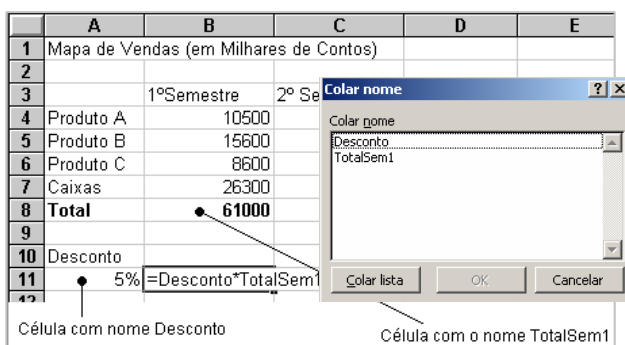 A B C D E
1 Mapa de Vendas (em Milhares de Contos)
2
3 1ºSemestre 2º Se
4 Produto A 10500
5 Produto B 15600
6 Produto C 8600
7 Caixas 26300
8 Total 61000
9
10 Desconto
11 5% =Desconto*TotalSem1
12
Colar nome
Colar nome
Desconto
TotalSem1
Colar lista OK Cancelar
Célula com nome Desconto
Célula com o nome TotalSem1